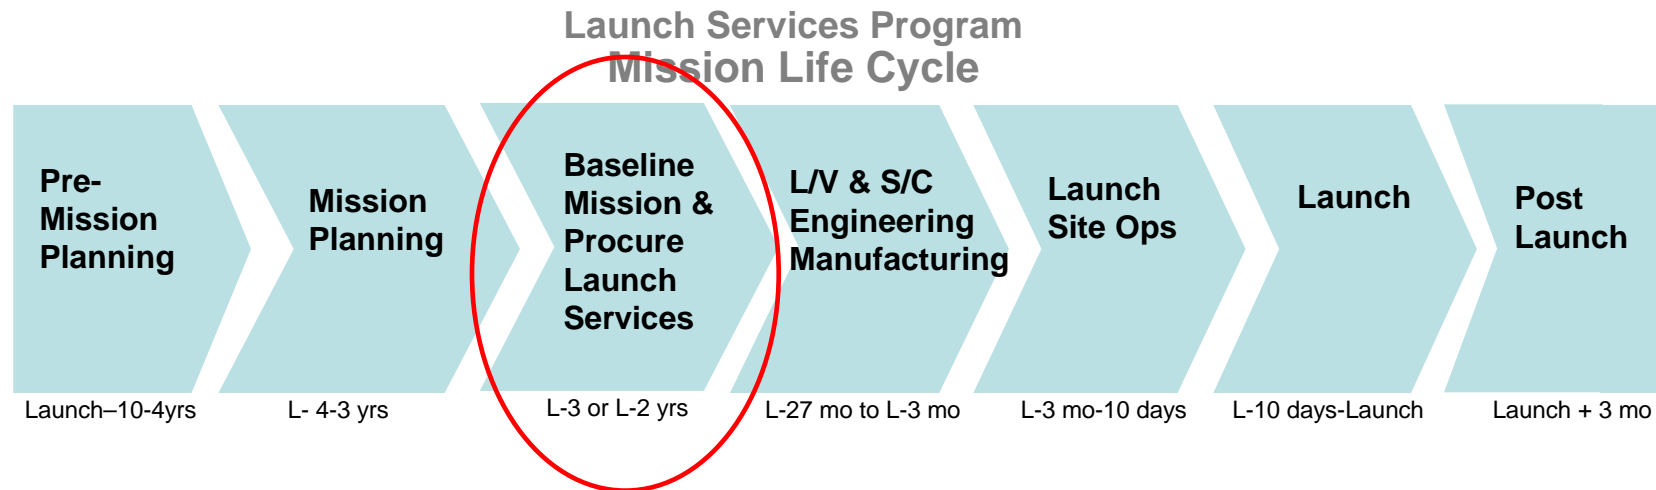 Launch Services Program
Mission Life Cycle
Pre-
Mission
Planning
Mission
Planning
Baseline
Mission &
Procure
Launch
Services
L/V & S/C
Engineering
Manufacturing
Launch
Site Ops
Launch
Post
Launch
Launch–10-4yrs
L- 4-3 yrs
L-3 or L-2 yrs
L-27 mo to L-3 mo
L-3 mo-10 days
L-10 days-Launch
Launch + 3 mo